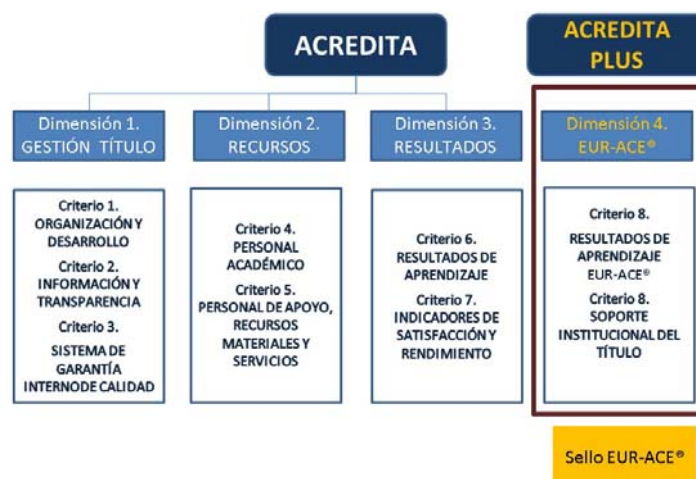 ACREDITA
ACREDITA
PLUS
Dimensión 1.
GESTIÓN TÍTULO
Dimensión 2.
RECURSOS
Dimensión 3.
RESULTADOS
Dimensión 4.
EUR-ACE®
Criterio 1.
ORGANIZACIÓN Y
DESARROLLO
Criterio 2.
INFORMACIÓN Y
TRANSPARENCIA
Criterio 3.
SISTEMA DE
GARANTÍA
INTERNODE CALIDAD
Criterio 4.
PERSONAL
ACADÉMICO
Criterio 5.
PERSONAL DE APOYO,
RECURSOS
MATERIALES Y
SERVICIOS
Criterio 6.
RESULTADOS DE
APRENDIZAJE
Criterio 7.
INDICADORES DE
SATISFACCIÓN Y
RENDIMIENTO
Criterio 8.
RESULTADOS DE
APRENDIZAJE
EUR-ACE®
Criterio 8.
SOPORTE
INSTITUCIONAL DEL
TÍTULO
Sello EUR-ACE®